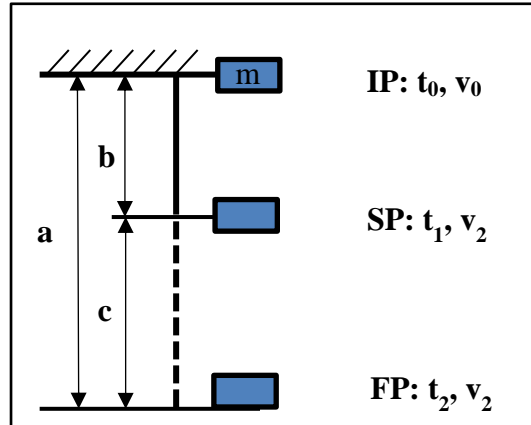 m
IP: t₀, v₀
b
SP: t₁, v₂
a
c
FP: t₂, v₂